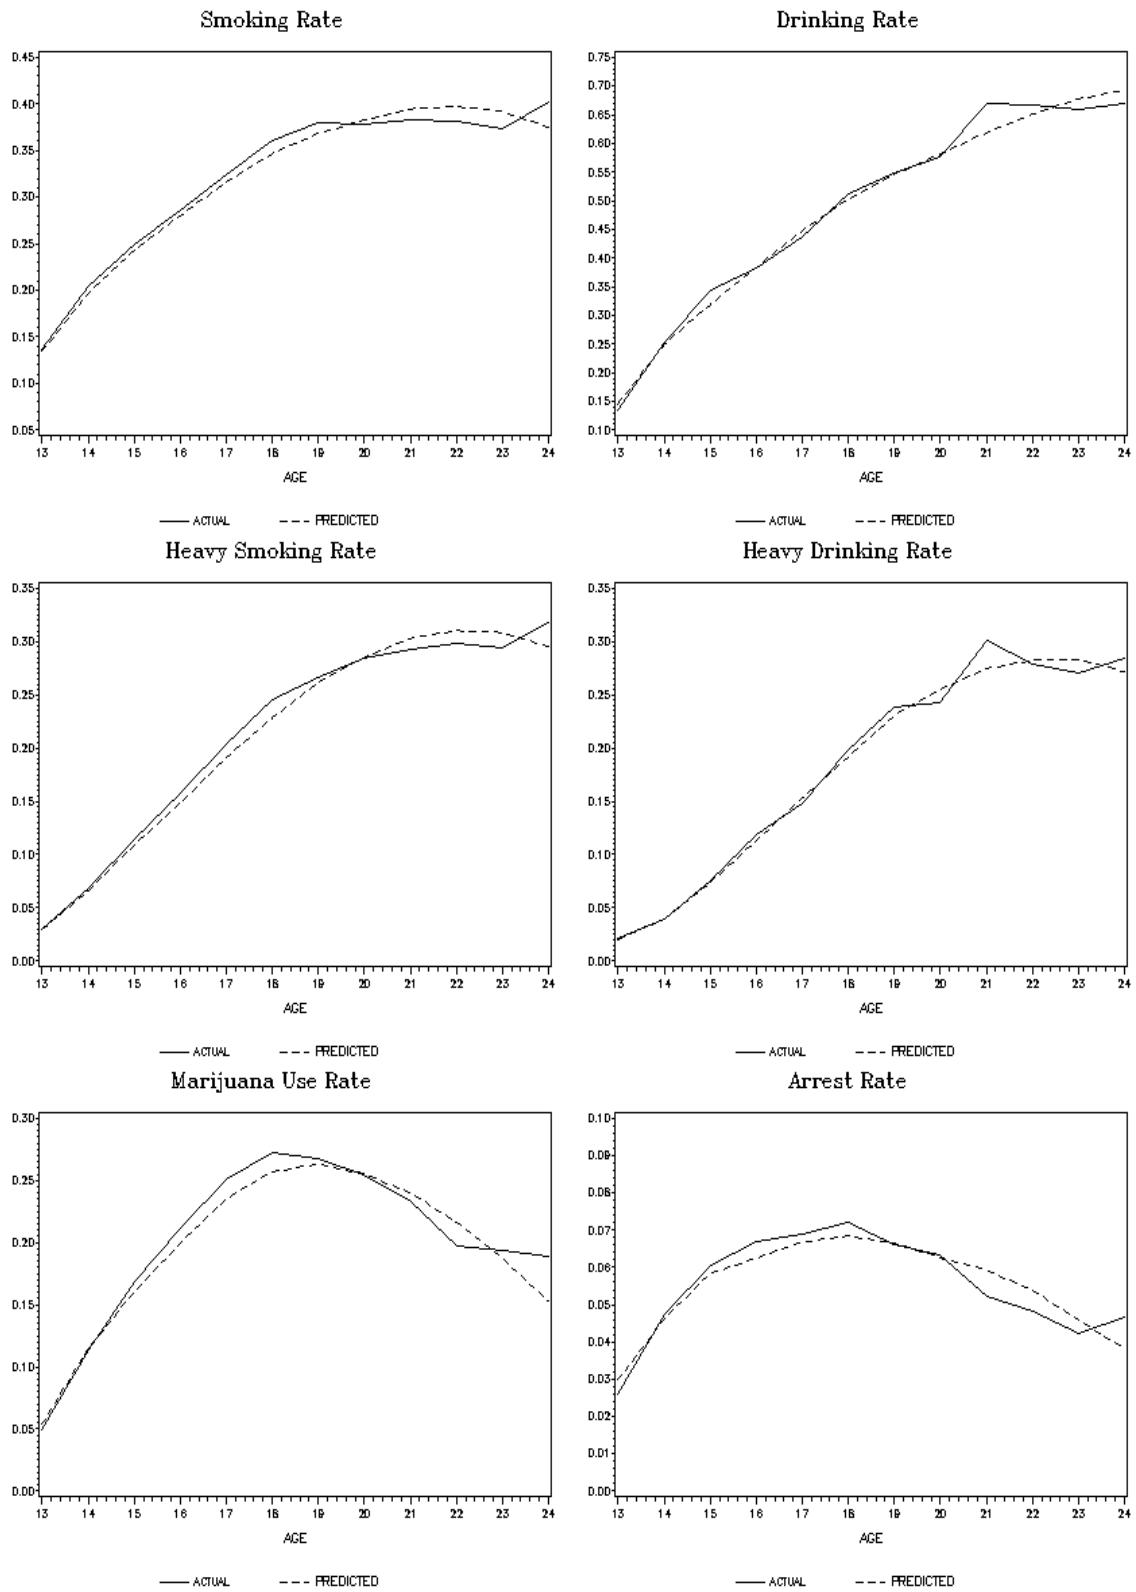 Smoking Rate
0.45
0.40
0.35
0.30
0.25
0.20
0.15
0.10
0.05
13 14 15 16 17 18 19 20 21 22 23 24
AGE
ACTUAL PREDICTED
Drinking Rate
0.75
0.70
0.65
0.60
0.55
0.50
0.45
0.40
0.35
0.30
0.25
0.20
0.15
0.10
13 14 15 16 17 18 19 20 21 22 23 24
AGE
ACTUAL PREDICTED
Heavy Smoking Rate
0.35
0.30
0.25
0.20
0.15
0.10
0.05
0.00
13 14 15 16 17 18 19 20 21 22 23 24
AGE
ACTUAL PREDICTED
Heavy Drinking Rate
0.35
0.30
0.25
0.20
0.15
0.10
0.05
0.00
13 14 15 16 17 18 19 20 21 22 23 24
AGE
ACTUAL PREDICTED
Marijuana Use Rate
0.30
0.25
0.20
0.15
0.10
0.05
0.00
13 14 15 16 17 18 19 20 21 22 23 24
AGE
ACTUAL PREDICTED
Arrest Rate
0.10
0.09
0.08
0.07
0.06
0.05
0.04
0.03
0.02
0.01
0.00
13 14 15 16 17 18 19 20 21 22 23 24
AGE
ACTUAL PREDICTED